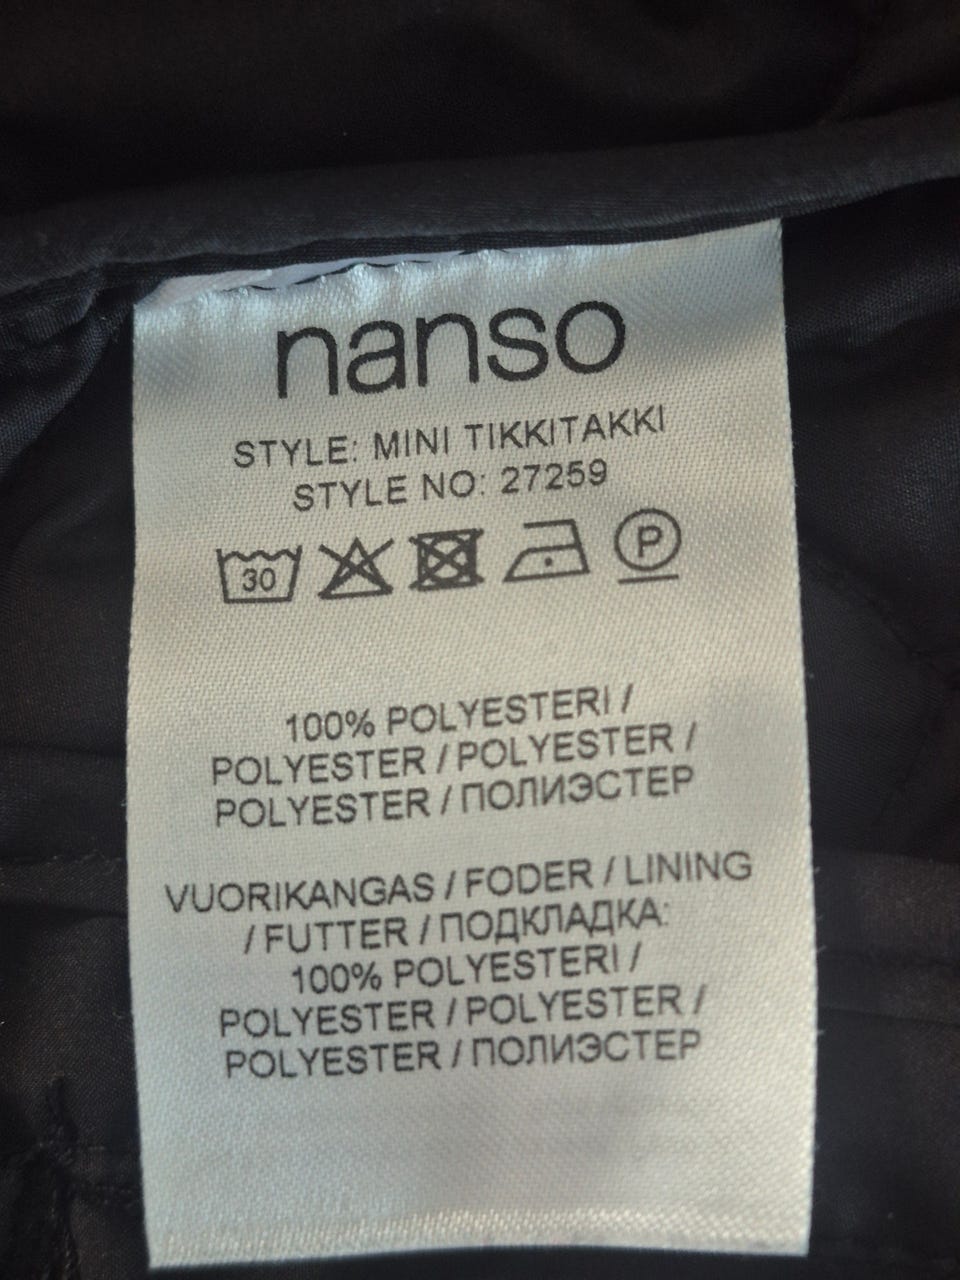 nanso
STYLE: MINI TIKKITAKKI
STYLE NO: 27259
30 P
100% POLYESTERI /
POLYESTER / POLYESTER /
POLYESTER / ПОЛИЭСТЕР
VUORIKANGAS / FODER / LINING
/ FUTTER / ПОДКЛАДКА:
100% POLYESTERI /
POLYESTER / POLYESTER /
POLYESTER / ПОЛИЭСТЕР